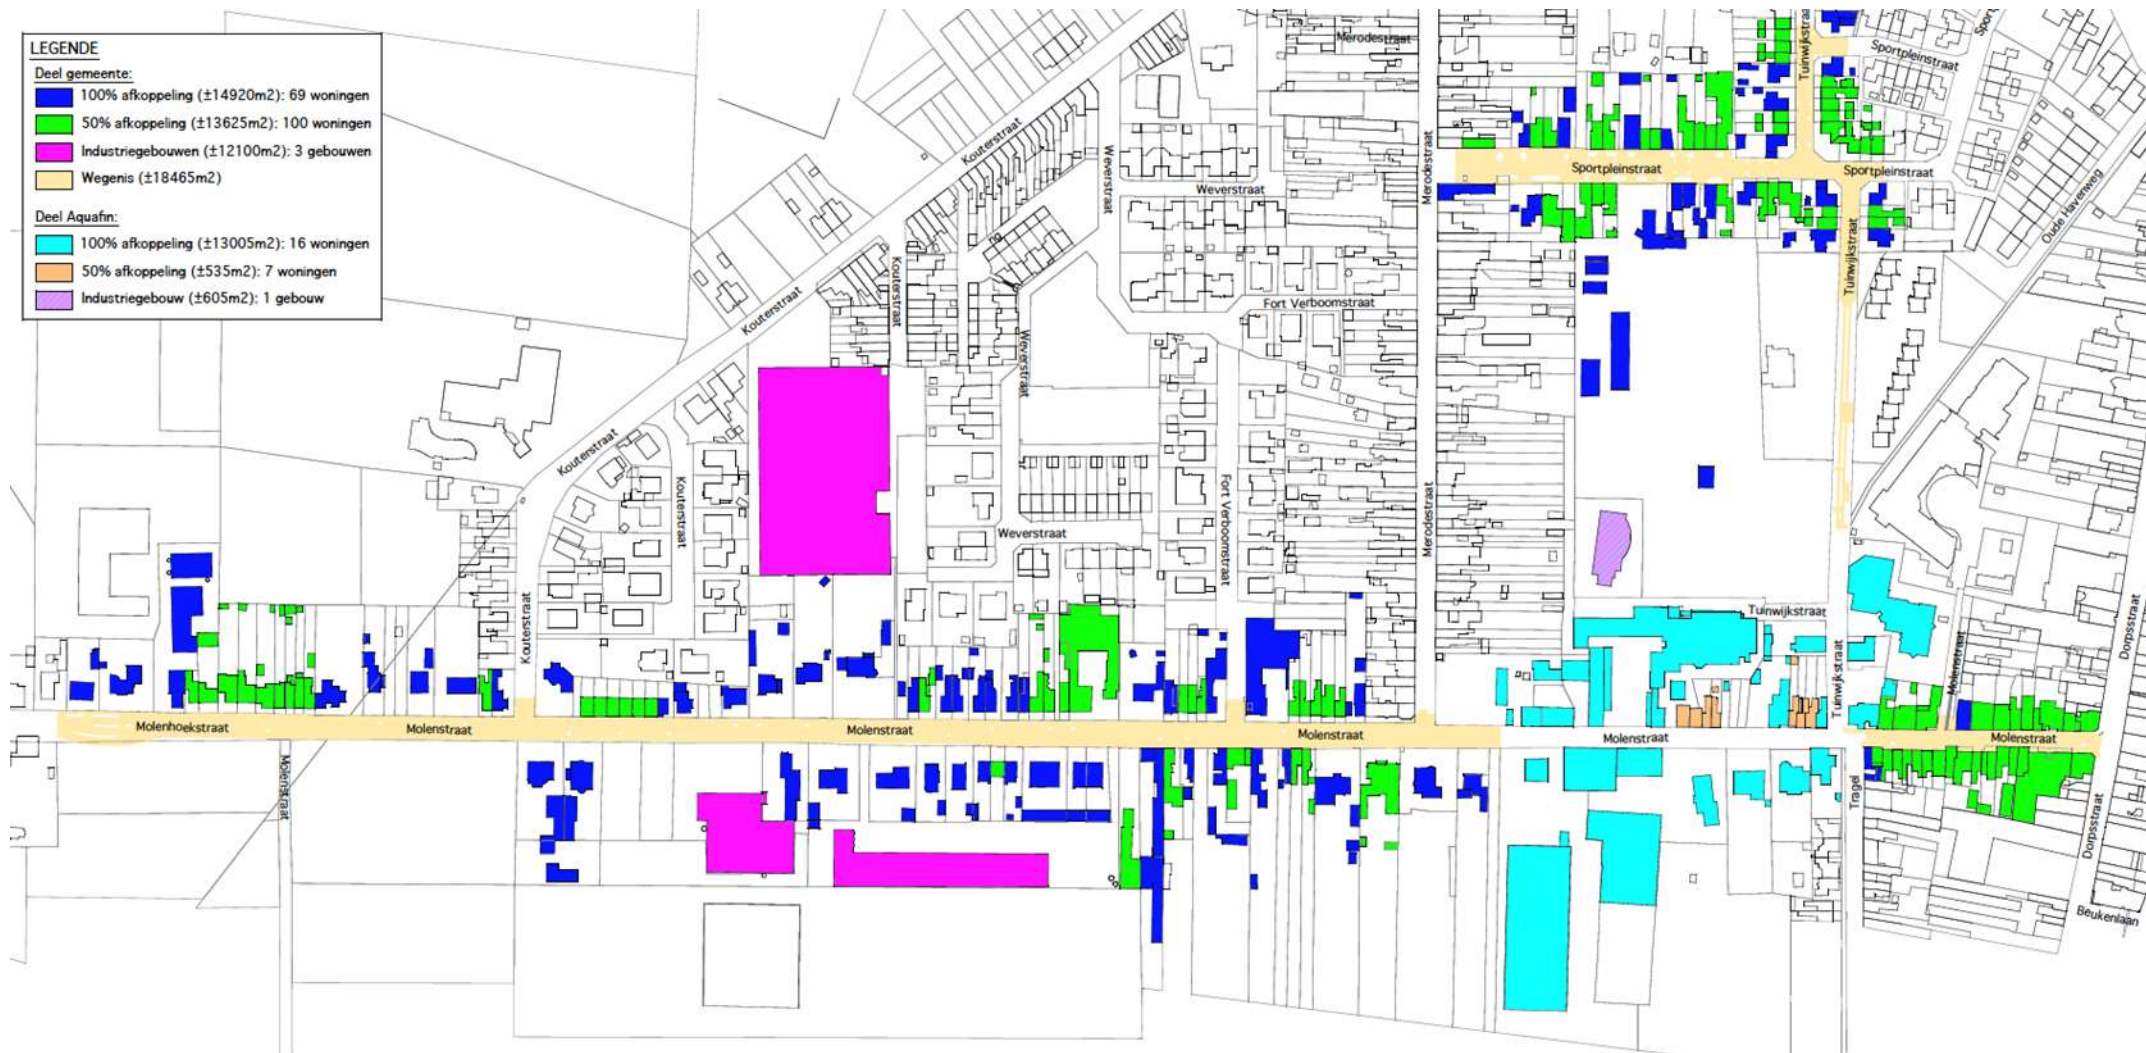 LEGENDE
Deel gemeente:
100% afkoppeling (±14920m2): 69 woningen
50% afkoppeling (±13625m2): 100 woningen
Industriegebouwen (±12100m2): 3 gebouwen
Wegenis (±18465m2)
Deel Aquafin:
100% afkoppeling (±13005m2): 16 woningen
50% afkoppeling (±535m2): 7 woningen
Industriegebouw (±605m2): 1 gebouw
Merodestraat
Tuinwijkstraat
Sportpleinstraat
Kouterstraat
Weverstraat
Merodestraat
Sportpleinstraat
Sportpleinstraat
Weverstraat
Oude Havenweg
Kouterstraat
Tuinwijkstraat
Kouterstraat
Fort Verboomstraat
Weverstraat
Kouterstraat
Kouterstraat
Fort Verboomstraat
Merodestraat
Weverstraat
Kouterstraat
Tuinwijkstraat
Dorpsstraat
Molenstraat
Tuinwijkstraat
Molenhoekstraat
Molenstraat
Molenstraat
Molenstraat
Molenstraat
Molenstraat
Molenstraat
Tragel
Dorpsstraat
Beukenlaan